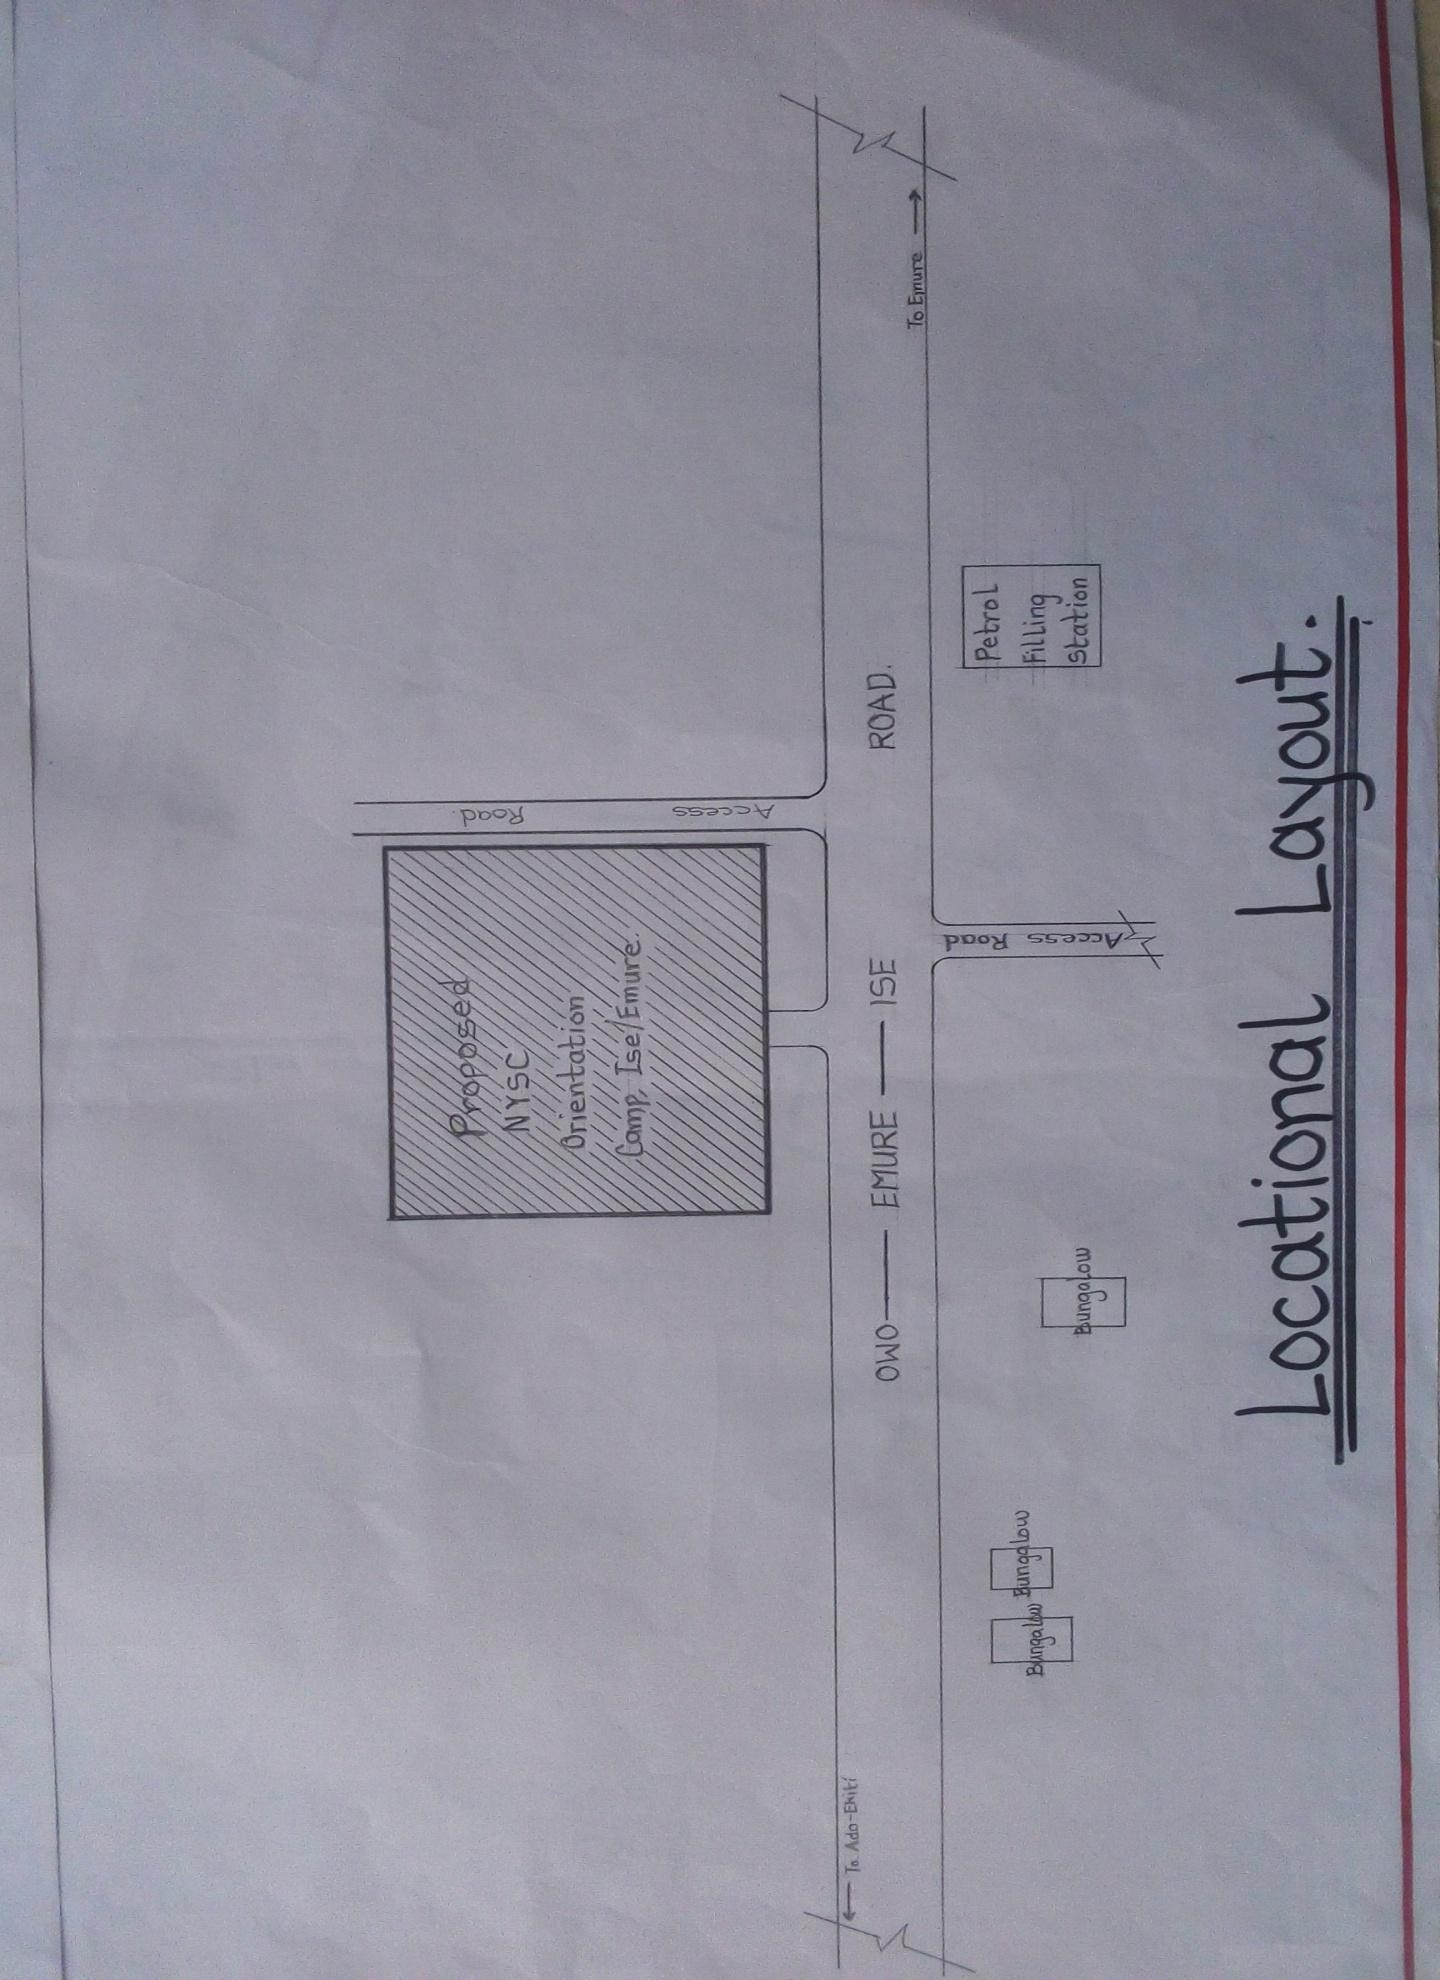 Proposed
NYSC
Orientation
Camp, Ise/Emure.
Access Road
To Emure
To Ado-Ekiti
OWO — EMURE — ISE ROAD.
Access Road
Petrol
Filling
Station
Bungalow
Bungalow
Bungalow
Locational Layout.